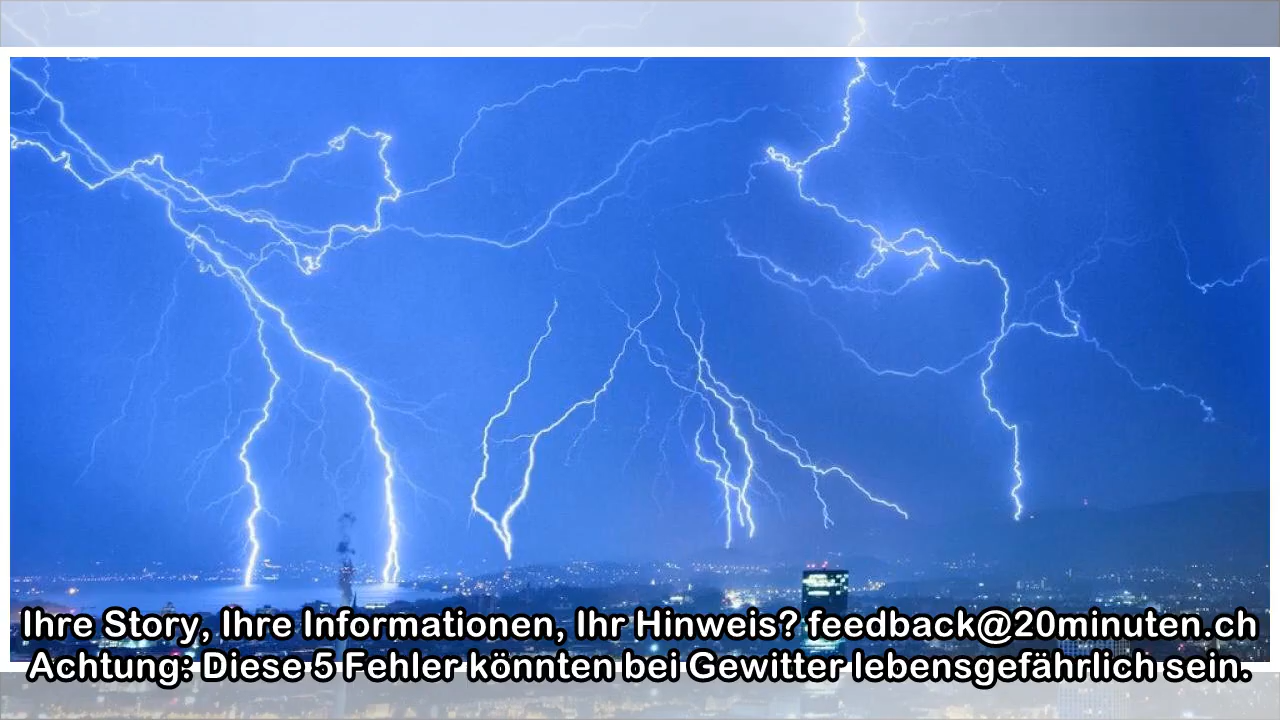 Ihre Story, Ihre Informationen, Ihr Hinweis? feedback@20minuten.ch
Achtung: Diese 5 Fehler könnten bei Gewitter lebensgefährlich sein.